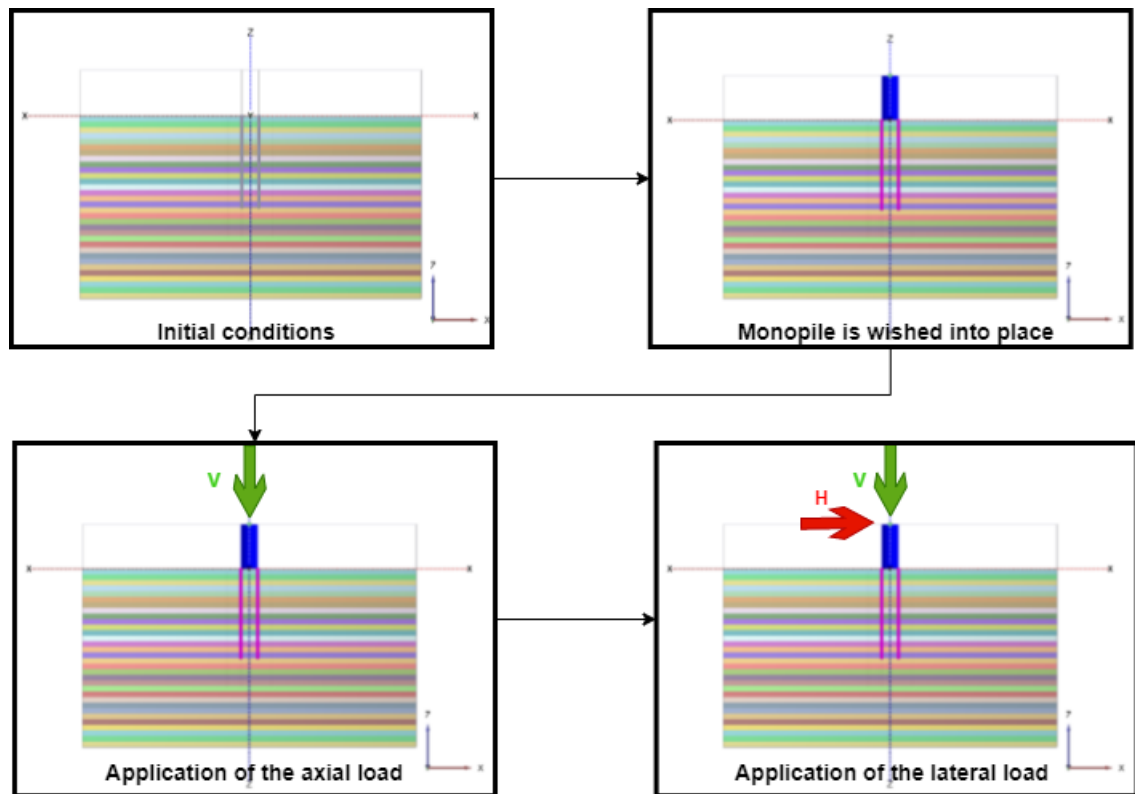 Z
X
Y
X
Z
X
Initial conditions
Z
X
X
Z
X
Monopile is wished into place
V
X
X
Z
X
Application of the axial load
Z
V
H
X
X
Z
X
Application of the lateral load
Z